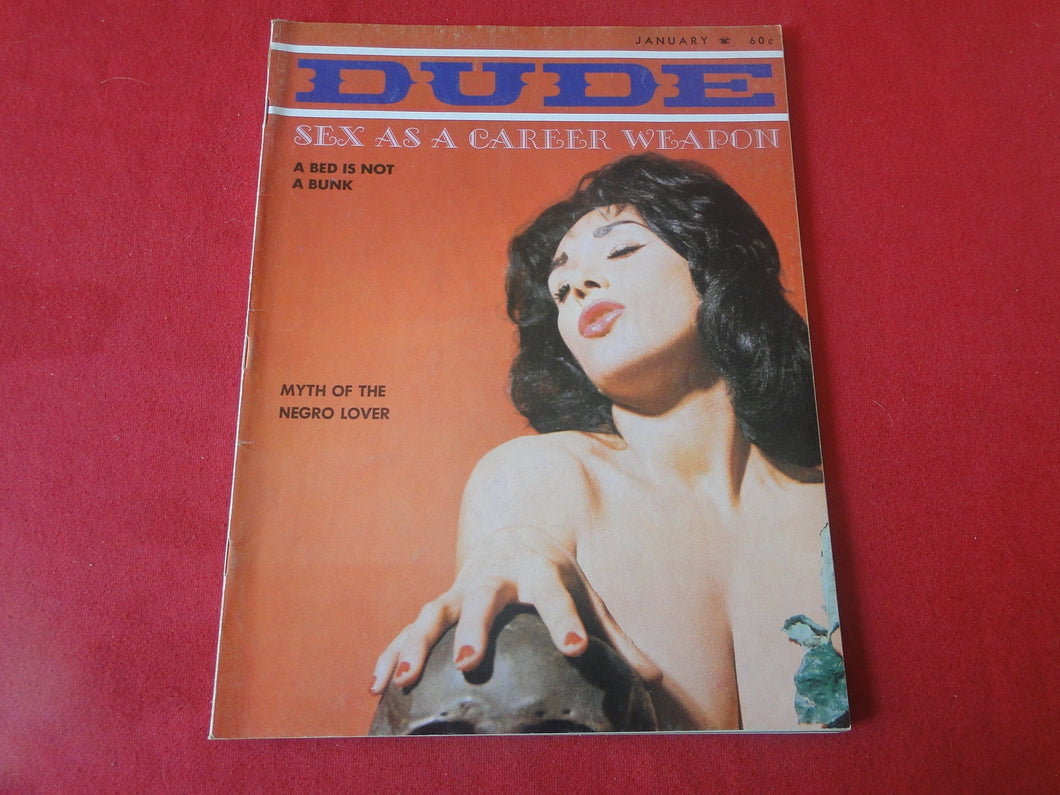 JANUARY 60¢
DUDE
SEX AS A CAREER WEAPON
A BED IS NOT
A BUNK
MYTH OF THE
NEGRO LOVER